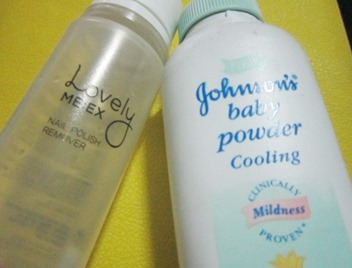 Lovely
ME:EX
NAIL POLISH
REMOVER
Johnson's
baby
powder
Cooling
CLINICALLY
Mildness
PROVEN